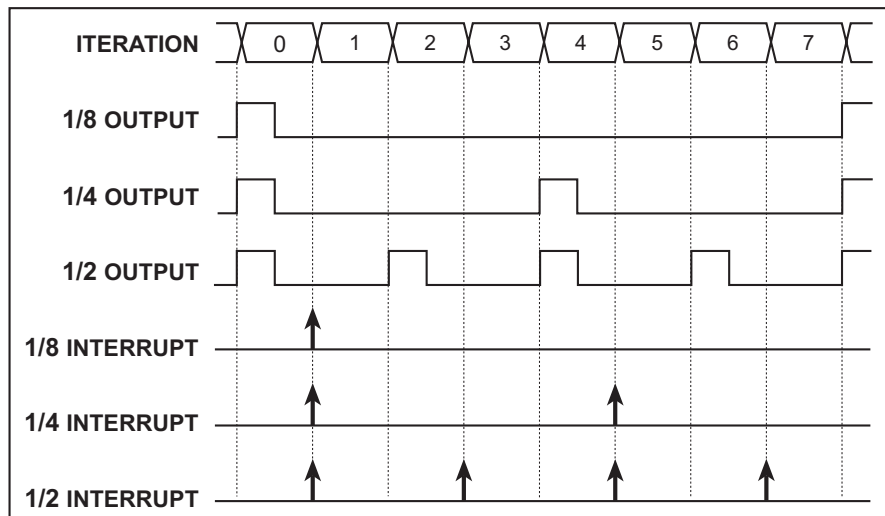 ITERATION 0 1 2 3 4 5 6 7
1/8 OUTPUT
1/4 OUTPUT
1/2 OUTPUT
1/8 INTERRUPT
1/4 INTERRUPT
1/2 INTERRUPT